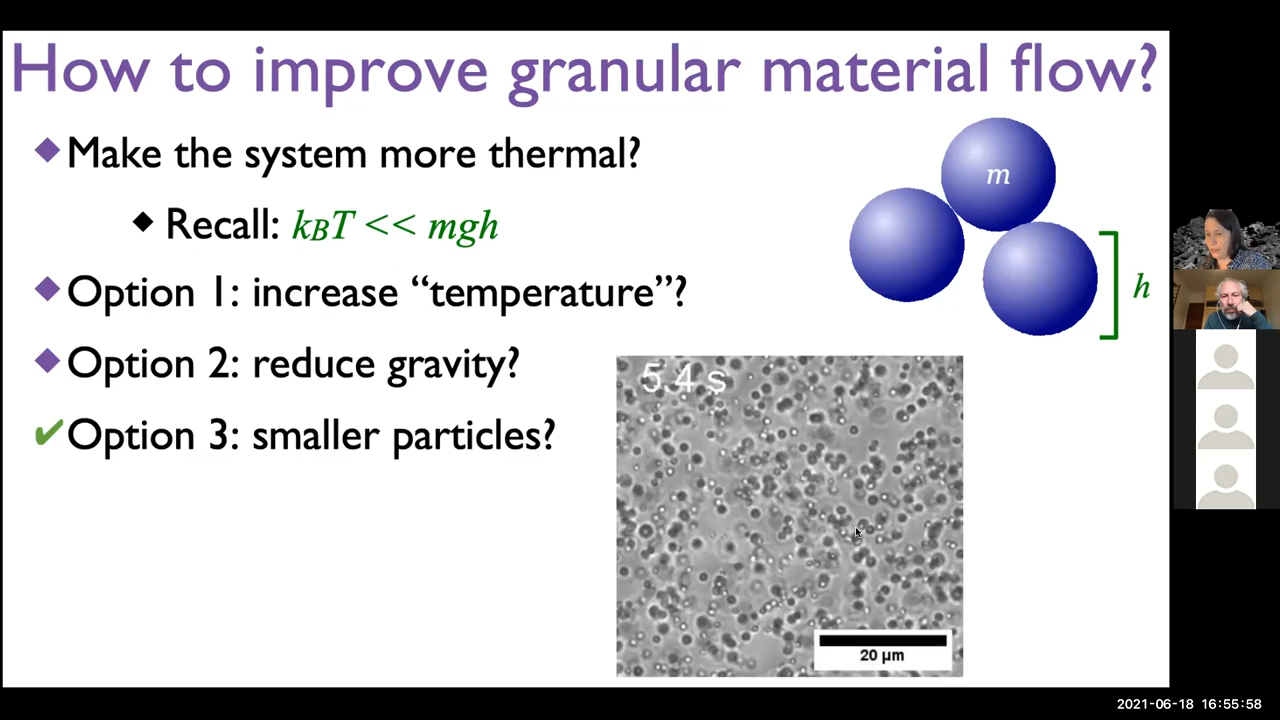 How to improve granular material flow?
Make the system more thermal?
Recall: kBT << mgh
Option 1: increase “temperature”?
Option 2: reduce gravity?
Option 3: smaller particles?
m
h
5.4 s
20 µm
2021-06-18 16:55:58